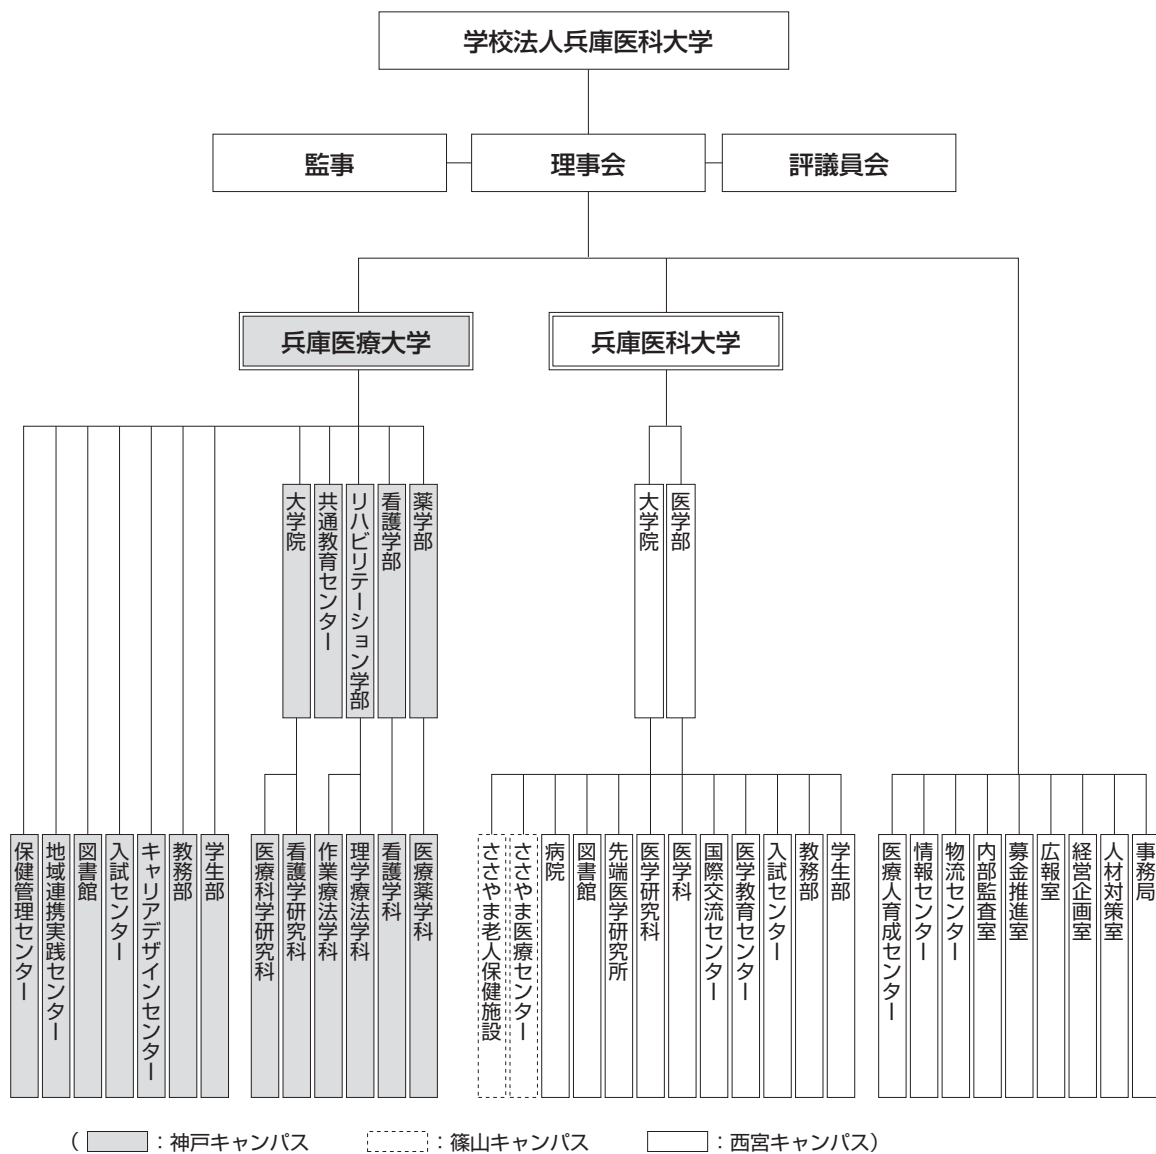 学校法人兵庫医科大学
監事
理事会
評議員会
兵庫医療大学
兵庫医科大学
大学院
共通教育センター
リハビリテーション学部
看護学部
薬学部
大学院
医学部
保健管理センター
地域連携実践センター
図書館
入試センター
キャリアデザインセンター
教務部
学生部
医療科学研究科
看護学研究科
作業療法学科
理学療法学科
看護学科
医療薬学科
ささやま老人保健施設
ささやま医療センター
病院
図書館
先端医学研究所
医学研究科
医学科
国際交流センター
医学教育センター
入試センター
教務部
学生部
医療人育成センター
情報センター
物流センター
内部監査室
募金推進室
広報室
経営企画室
人材対策室
事務局
( :神戸キャンパス :篠山キャンパス :西宮キャンパス)